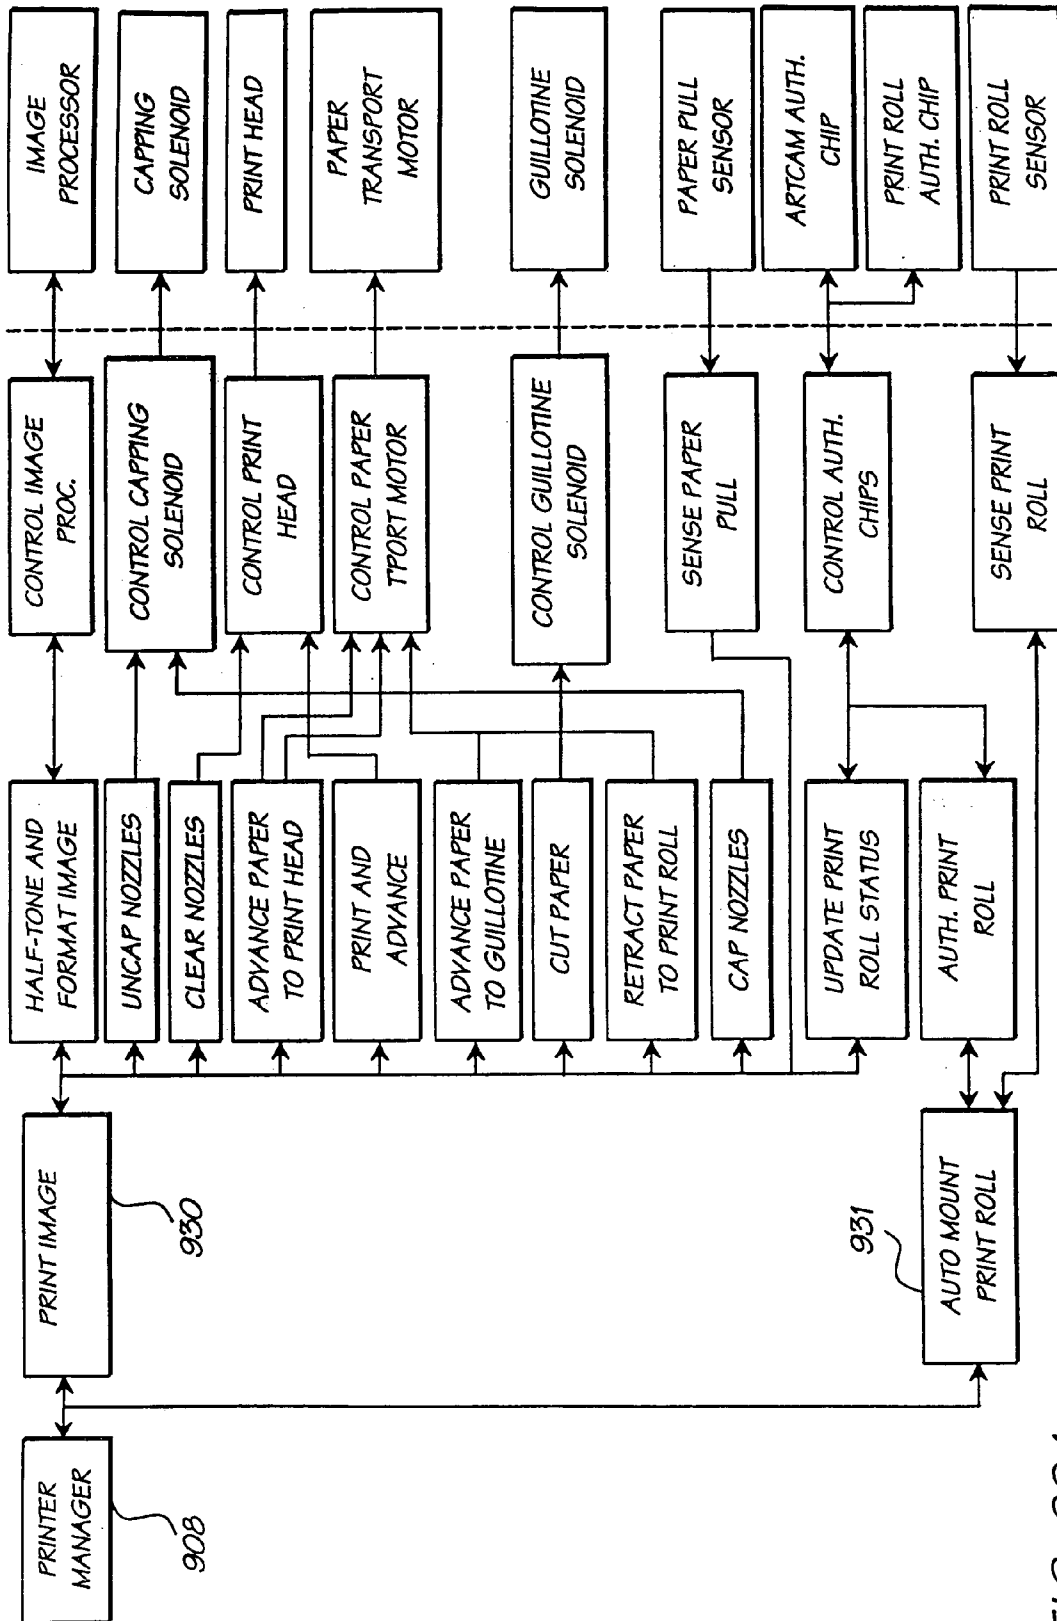 PRINTER
MANAGER
908
PRINT IMAGE
930
AUTO MOUNT
PRINT ROLL
931
HALF-TONE AND
FORMAT IMAGE
UNCAP NOZZLES
CLEAR NOZZLES
ADVANCE PAPER
TO PRINT HEAD
PRINT AND
ADVANCE
ADVANCE PAPER
TO GUILLOTINE
CUT PAPER
RETRACT PAPER
TO PRINT ROLL
CAP NOZZLES
UPDATE PRINT
ROLL STATUS
AUTH. PRINT
ROLL
CONTROL IMAGE
PROC.
CONTROL CAPPING
SOLENOID
CONTROL PRINT
HEAD
CONTROL PAPER
T'PORT MOTOR
CONTROL GUILLOTINE
SOLENOID
SENSE PAPER
PULL
CONTROL AUTH.
CHIPS
SENSE PRINT
ROLL
IMAGE
PROCESSOR
CAPPING
SOLENOID
PRINT HEAD
PAPER
TRANSPORT
MOTOR
GUILLOTINE
SOLENOID
PAPER PULL
SENSOR
ARTCAM AUTH.
CHIP
PRINT ROLL
AUTH. CHIP
PRINT ROLL
SENSOR